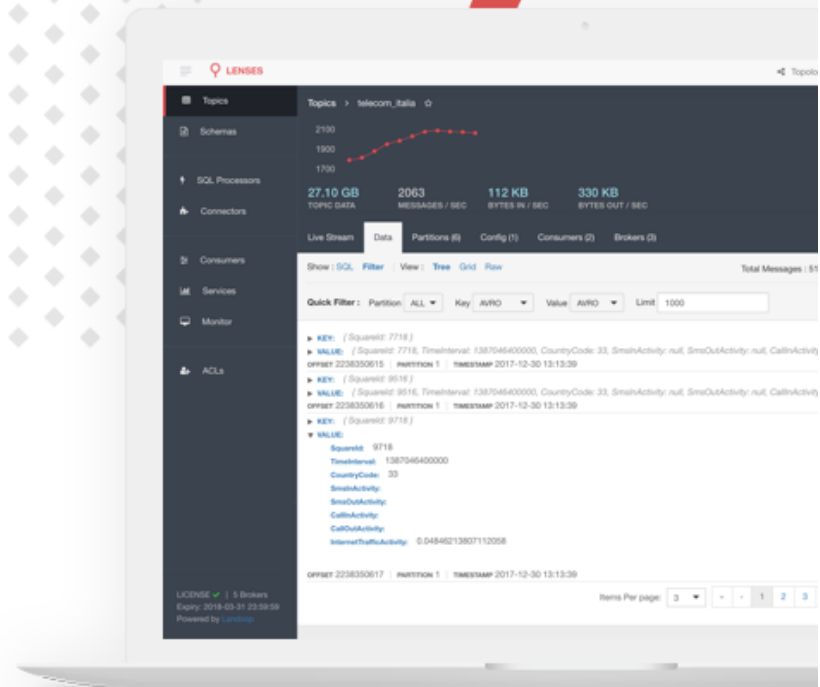 LENSES
Topolo
Topics
Schemas
SQL Processors
Connectors
Consumers
Services
Monitor
ACLs
LICENSE ✔ | 5 Brokers
Expiry: 2018-03-31 23:59:59
Powered by Landoop
Topics > telecom_italia ☆
2100
1900
1700
27.10 GB 2063 112 KB 330 KB
TOPIC DATA MESSAGES / SEC BYTES IN / SEC BYTES OUT / SEC
Live Stream Data Partitions (6) Config (1) Consumers (2) Brokers (3)
Show : SQL Filter | View : Tree Grid Raw Total Messages : 51
Quick Filter : Partition ALL Key AVRO Value AVRO Limit 1000
KEY: { SquareId: 7718 }
VALUE: { SquareId: 7718, TimeInterval: 1387046400000, CountryCode: 33, SmsInActivity: null, SmsOutActivity: null, CallInActivity
OFFSET 2238350615 | PARTITION 1 | TIMESTAMP 2017-12-30 13:13:39
KEY: { SquareId: 9516 }
VALUE: { SquareId: 9516, TimeInterval: 1387046400000, CountryCode: 33, SmsInActivity: null, SmsOutActivity: null, CallInActivity
OFFSET 2238350616 | PARTITION 1 | TIMESTAMP 2017-12-30 13:13:39
KEY: { SquareId: 9718 }
VALUE:
SquareId: 9718
TimeInterval: 1387046400000
CountryCode: 33
SmsInActivity:
SmsOutActivity:
CallInActivity:
CallOutActivity:
InternetTrafficActivity: 0.04846213807112058
OFFSET 2238350617 | PARTITION 1 | TIMESTAMP 2017-12-30 13:13:39
Items Per page: 3 « ‹ 1 2 3